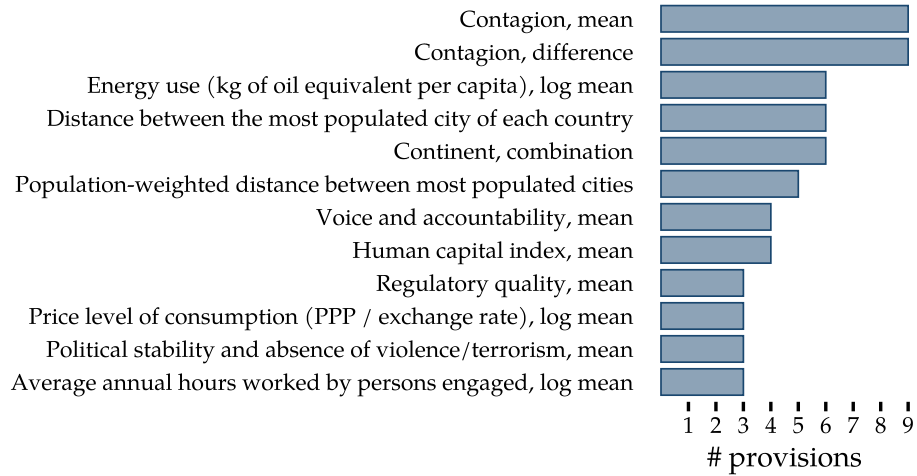 Contagion, mean
Contagion, difference
Energy use (kg of oil equivalent per capita), log mean
Distance between the most populated city of each country
Continent, combination
Population-weighted distance between most populated cities
Voice and accountability, mean
Human capital index, mean
Regulatory quality, mean
Price level of consumption (PPP / exchange rate), log mean
Political stability and absence of violence/terrorism, mean
Average annual hours worked by persons engaged, log mean
1 2 3 4 5 6 7 8 9
# provisions